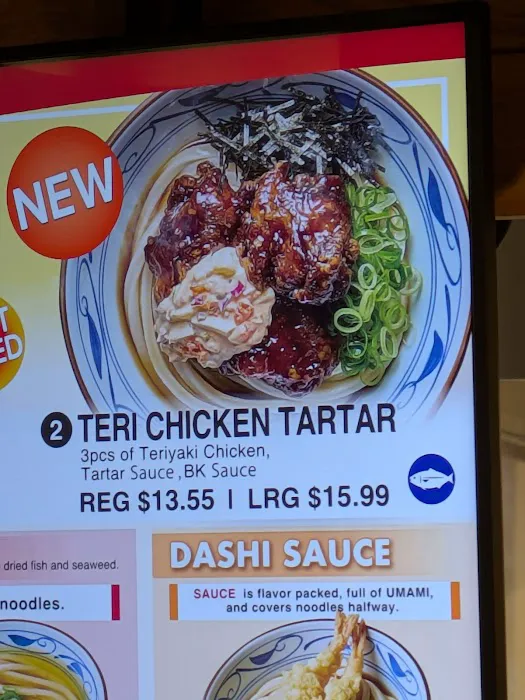 NEW
2 TERI CHICKEN TARTAR
3pcs of Teriyaki Chicken,
Tartar Sauce ,BK Sauce
REG $13.55 | LRG $15.99
dried fish and seaweed.
noodles.
DASHI SAUCE
SAUCE is flavor packed, full of UMAMI,
and covers noodles halfway.